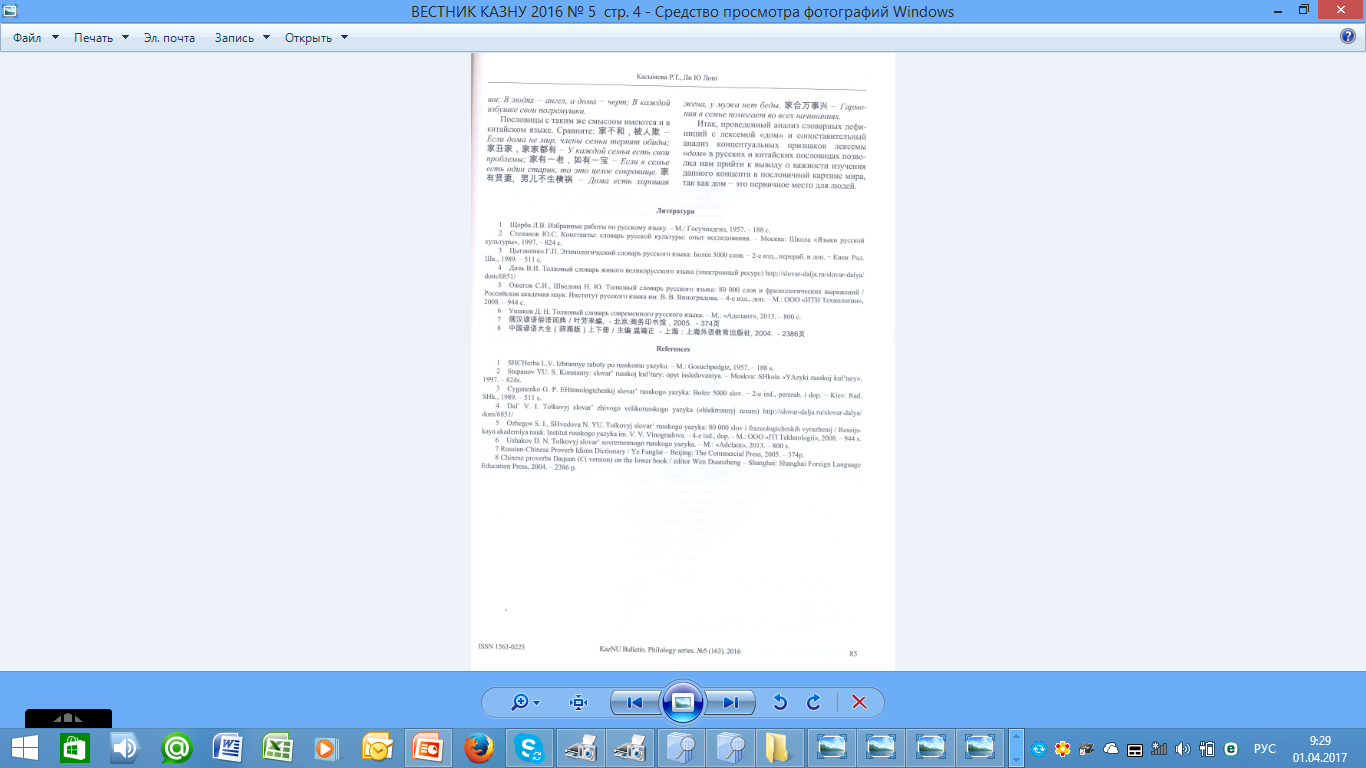 ВЕСТНИК КАЗНУ 2016 № 5 стр. 4 - Средство просмотра фотографий Windows
Файл Печать Эл. почта Запись Открыть
Касымова Р.Т., Ли Ю Лонг
ши; В людях – ангел, а дома – черт; В каждой
избушке свои погремушки.
Пословицы с таким же смыслом имеются и в
китайском языке. Сравните: 家不和，被人欺 –
Если дома не мир, члены семьи терпят обиды;
家丑家，家家都有 – У каждой семьи есть свои
проблемы; 家有一老，如有一宝 – Если в семье
есть один старик, то это целое сокровище. 家
有贤妻，男儿不生横祸 – Дома есть хорошая
жена, у мужа нет беды. 家合万事兴 – Гармо-
ния в семье помогает во всех начинаниях.
Итак, проведенный анализ словарных дефи-
ниций с лексемой «дом» и сопоставительный
анализ концептуальных признаков лексемы
«дом» в русских и китайских пословицах позво-
лил нам прийти к выводу о важности изучения
данного концепта в пословичной картине мира,
так как дом – это первичное место для людей.
Литература
1 Щерба Л.В. Избранные работы по русскому языку. – М.: Госучпедгиз, 1957. – 188 с.
2 Степанов Ю.С. Константы: словарь русской культуры: опыт исследования. – Москва: Школа «Языки русской
культуры», 1997. – 824 с.
3 Цыганенко Г.П. Этимологический словарь русского языка: Более 5000 слов. – 2-е изд., перераб. и доп. – Киев: Рад.
Шк., 1989. – 511 с.
4 Даль В.И. Толковый словарь живого великорусского языка (электронный ресурс) http://slovar-dalja.ru/slovar-dalya/
dom/6851/
5 Ожегов С.И., Шведова Н. Ю. Толковый словарь русского языка: 80 000 слов и фразеологических выражений /
Российская академия наук. Институт русского языка им. В. В. Виноградова. – 4-е изд., доп. – М.: ООО «ИТИ Технологии»,
2008. – 944 с.
6 Ушаков Д. Н. Толковый словарь современного русского языка. – М.: «Аделант», 2013. – 800 с.
7 俄汉谚语俗语词典 / 叶芳来编. - 北京:商务印书馆，2005. - 374页
8 中国谚语大全（辞海版）上下册 / 主编 温端正 - 上海：上海外语教育出版社, 2004. - 2386页
References
1 SHCHerba L.V. Izbrannye raboty po russkomu yazyku. – M.: Gosuchpedgiz, 1957. – 188 s.
2 Stepanov YU. S. Konstanty: slovar' russkoj kul'tury: opyt issledovaniya. – Moskva: SHkola «YAzyki russkoj kul'tury»,
1997. – 824s.
3 Cyganenko G. P. EHtimologicheskij slovar' russkogo yazyka: Bolee 5000 slov. – 2-e izd., pererab. i dop. – Kiev: Rad.
SHk., 1989. – 511 s.
4 Dal' V. I. Tolkovyj slovar' zhivogo velikorusskogo yazyka (ehlektronnyj resurs) http://slovar-dalja.ru/slovar-dalya/
dom/6851/
5 Ozhegov S. I., SHvedova N. YU. Tolkovyj slovar' russkogo yazyka: 80 000 slov i frazeologicheskih vyrazhenij / Rossijs-
kaya akademiya nauk. Institut russkogo yazyka im. V. V. Vinogradova. – 4-e izd., dop. – M.: OOO «ITI Tekhnologii», 2008. – 944 s.
6 Ushakov D. N. Tolkovyj slovar' sovremennogo russkogo yazyka. – M.: «Adelant», 2013. – 800 s.
7 Russian-Chinese Proverb Idiom Dictionary / Ye Fanglai – Beijing: The Commercial Press, 2005. – 374p.
8 Chinese proverbs Daquan (Ci version) on the lower book / editor Wen Duanzheng – Shanghai: Shanghai Foreign Language
Education Press, 2004. – 2386 p.
ISSN 1563-0223 KazNU Bulletin. Philology series. №5 (163). 2016 85
РУС 9:29
01.04.2017